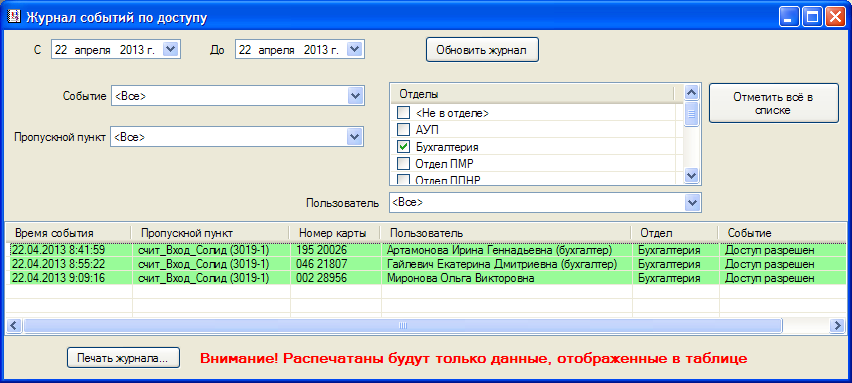 Журнал событий по доступу
С 22 апреля 2013 г. До 22 апреля 2013 г. Обновить журнал
Событие <Все>
Пропускной пункт <Все>
Отделы
<Не в отделе>
АУП
Бухгалтерия
Отдел ПМР
Отдел ППНР
Отметить всё в
списке
Пользователь <Все>
Время события Пропускной пункт Номер карты Пользователь Отдел Событие
22.04.2013 8:41:59 счит_Вход_Солид (3019-1) 195 20026 Артамонова Ирина Геннадьевна (бухгалтер) Бухгалтерия Доступ разрешен
22.04.2013 8:55:22 счит_Вход_Солид (3019-1) 046 21807 Гайлевич Екатерина Дмитриевна (бухгалтер) Бухгалтерия Доступ разрешен
22.04.2013 9:09:16 счит_Вход_Солид (3019-1) 002 28956 Миронова Ольга Викторовна Бухгалтерия Доступ разрешен
Печать журнала... Внимание! Распечатаны будут только данные, отображенные в таблице